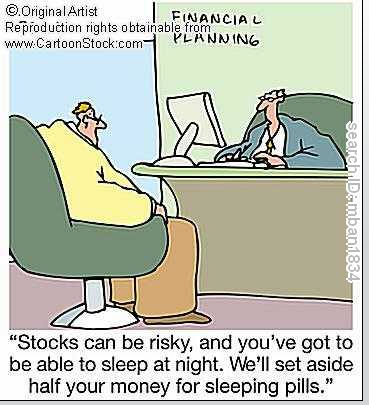 ©Original Artist
Reproduction rights obtainable from
www.CartoonStock.com
FINANCIAL
PLANNING
search ID: mban1834
“Stocks can be risky, and you’ve got to
be able to sleep at night. We’ll set aside
half your money for sleeping pills.”